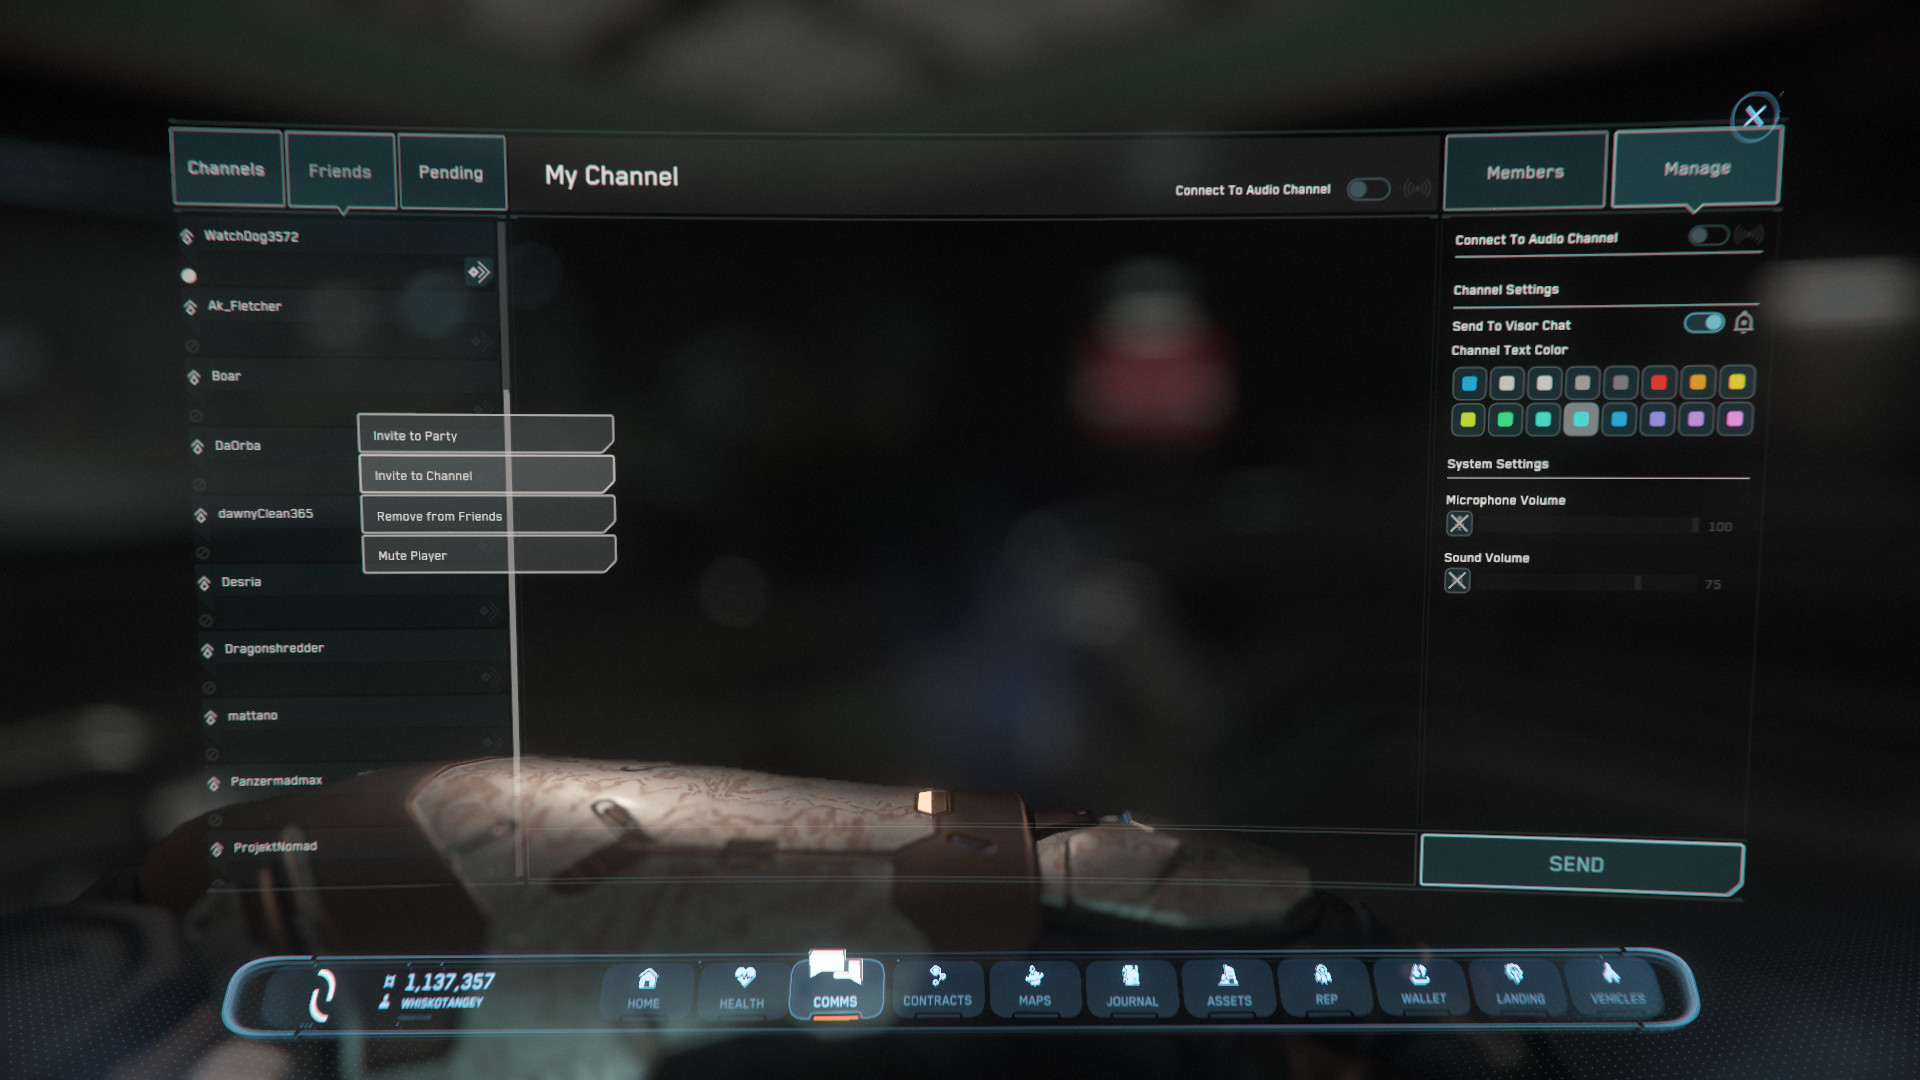 Channels
Friends
Pending
My Channel
Connect To Audio Channel
Members
Manage
WatchDog3572
Ak_Fletcher
Boar
DaOrba
dawnyClean365
Desria
Dragonshredder
mattano
Panzermadmax
ProjektNomad
Invite to Party
Invite to Channel
Remove from Friends
Mute Player
Connect To Audio Channel
Channel Settings
Send To Visor Chat
Channel Text Color
System Settings
Microphone Volume
100
Sound Volume
75
SEND
1,137,357
WHISKOTANGEY
HOME
HEALTH
COMMS
CONTRACTS
MAPS
JOURNAL
ASSETS
REP
WALLET
LANDING
VEHICLES